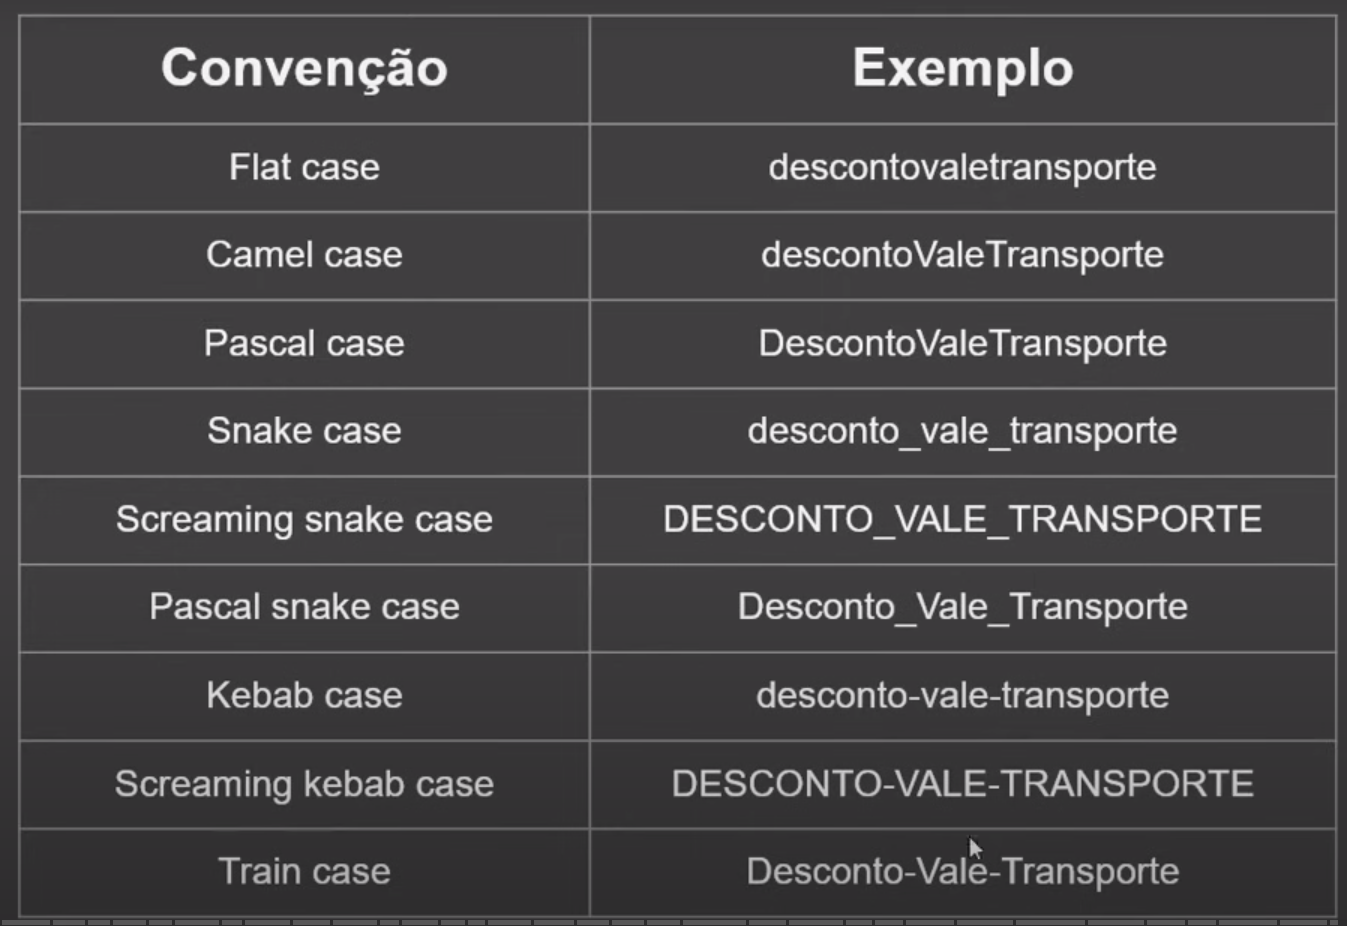 Convenção Exemplo
Flat case descontovaletransporte
Camel case descontoValeTransporte
Pascal case DescontoValeTransporte
Snake case desconto_vale_transporte
Screaming snake case DESCONTO_VALE_TRANSPORTE
Pascal snake case Desconto_Vale_Transporte
Kebab case desconto-vale-transporte
Screaming kebab case DESCONTO-VALE-TRANSPORTE
Train case Desconto-Vale-Transporte